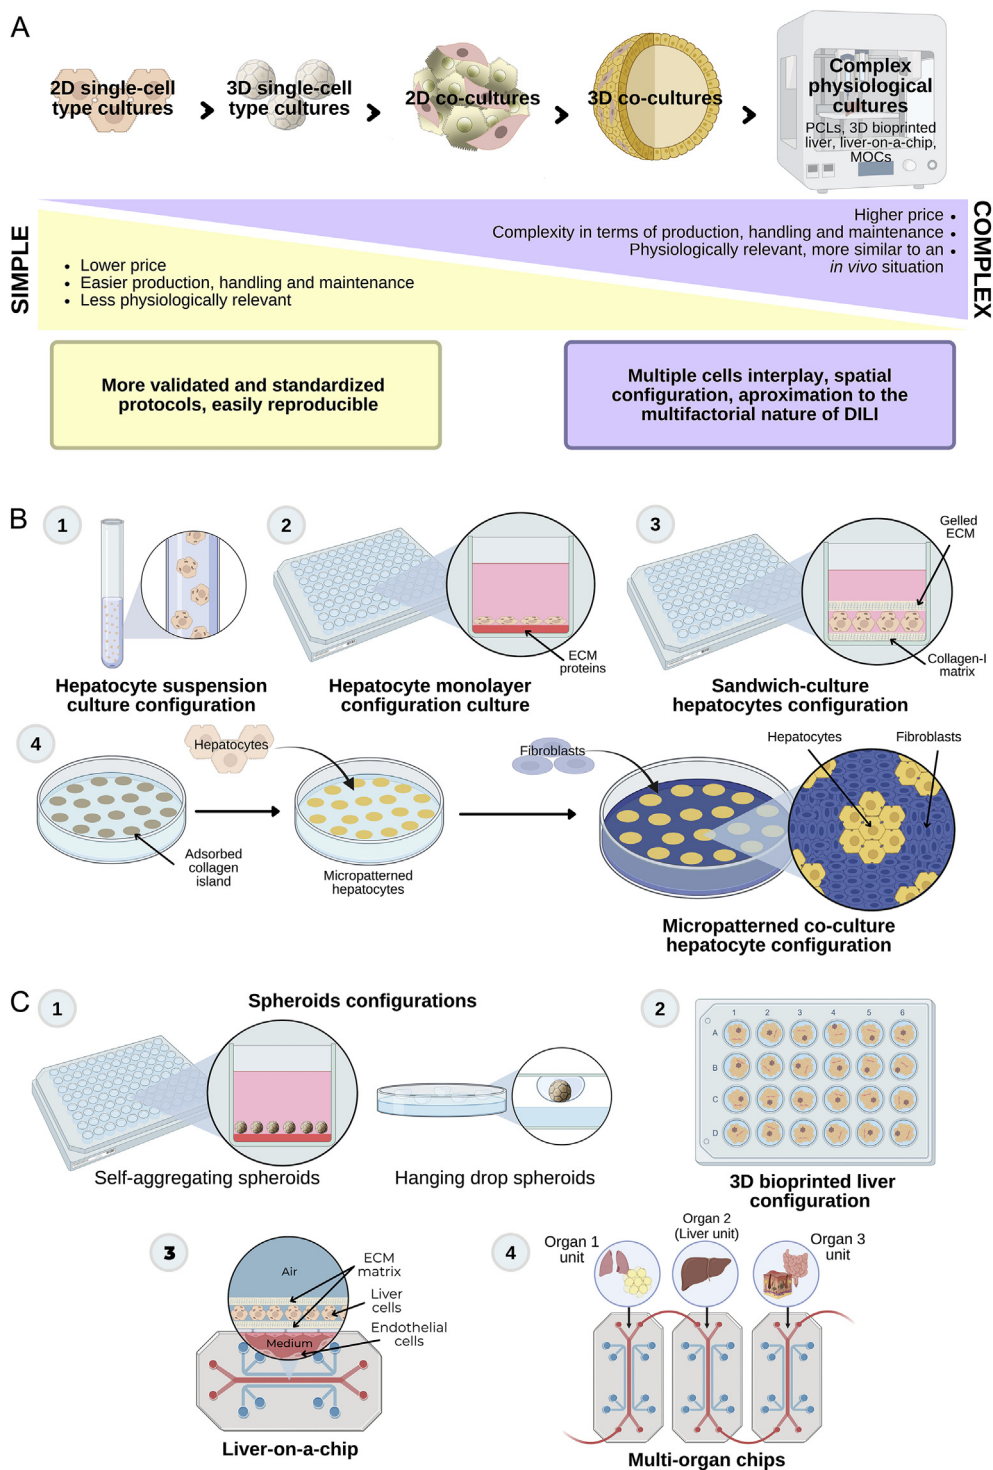 A
2D single-cell
type cultures
3D single-cell
type cultures
2D co-cultures
3D co-cultures
Complex
physiological
cultures
PCLs, 3D bioprinted
liver, liver-on-a-chip,
MOCs
SIMPLE
COMPLEX
Higher price •
Complexity in terms of production, handling and maintenance •
Physiologically relevant, more similar to an •
in vivo situation
• Lower price
• Easier production, handling and maintenance
• Less physiologically relevant
More validated and standardized
protocols, easily reproducible
Multiple cells interplay, spatial
configuration, aproximation to the
multifactorial nature of DILI
B
1
Hepatocyte suspension
culture configuration
2
ECM
proteins
Hepatocyte monolayer
configuration culture
3
Gelled
ECM
Collagen-I
matrix
Sandwich-culture
hepatocytes configuration
4
Adsorbed
collagen
island
Hepatocytes
Micropatterned
hepatocytes
Fibroblasts
Hepatocytes
Fibroblasts
Micropatterned co-culture
hepatocyte configuration
C
1
Spheroids configurations
Self-aggregating spheroids
Hanging drop spheroids
2
1 2 3 4 5 6
A
B
C
D
3D bioprinted liver
configuration
3
Air
Medium
ECM
matrix
Liver
cells
Endothelial
cells
Liver-on-a-chip
4
Organ 1
unit
Organ 2
(Liver unit)
Organ 3
unit
Multi-organ chips